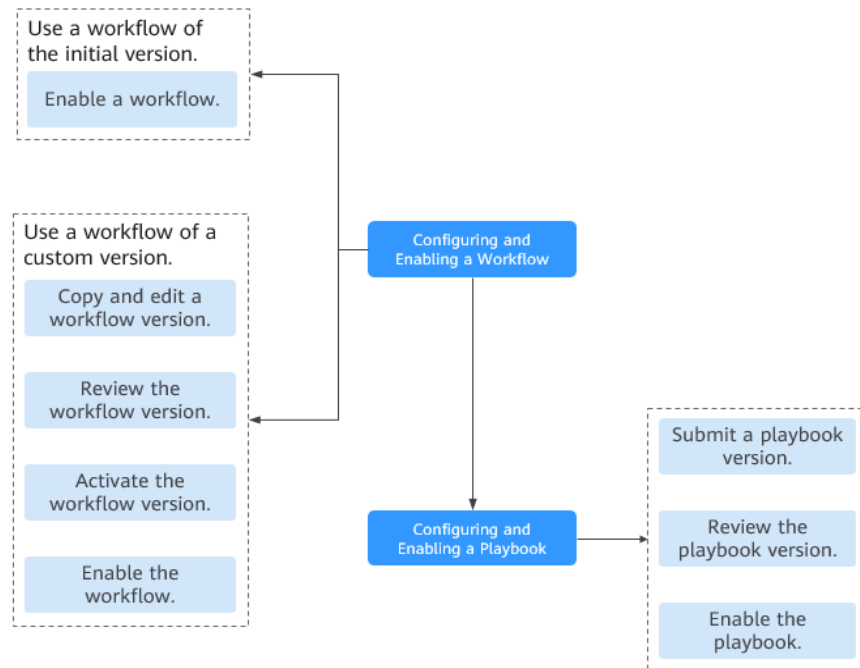 Use a workflow of
the initial version.
Enable a workflow.
Use a workflow of a
custom version.
Copy and edit a
workflow version.
Review the
workflow version.
Activate the
workflow version.
Enable the
workflow.
Configuring and
Enabling a Workflow
Configuring and
Enabling a Playbook
Submit a playbook
version.
Review the
playbook version.
Enable the
playbook.